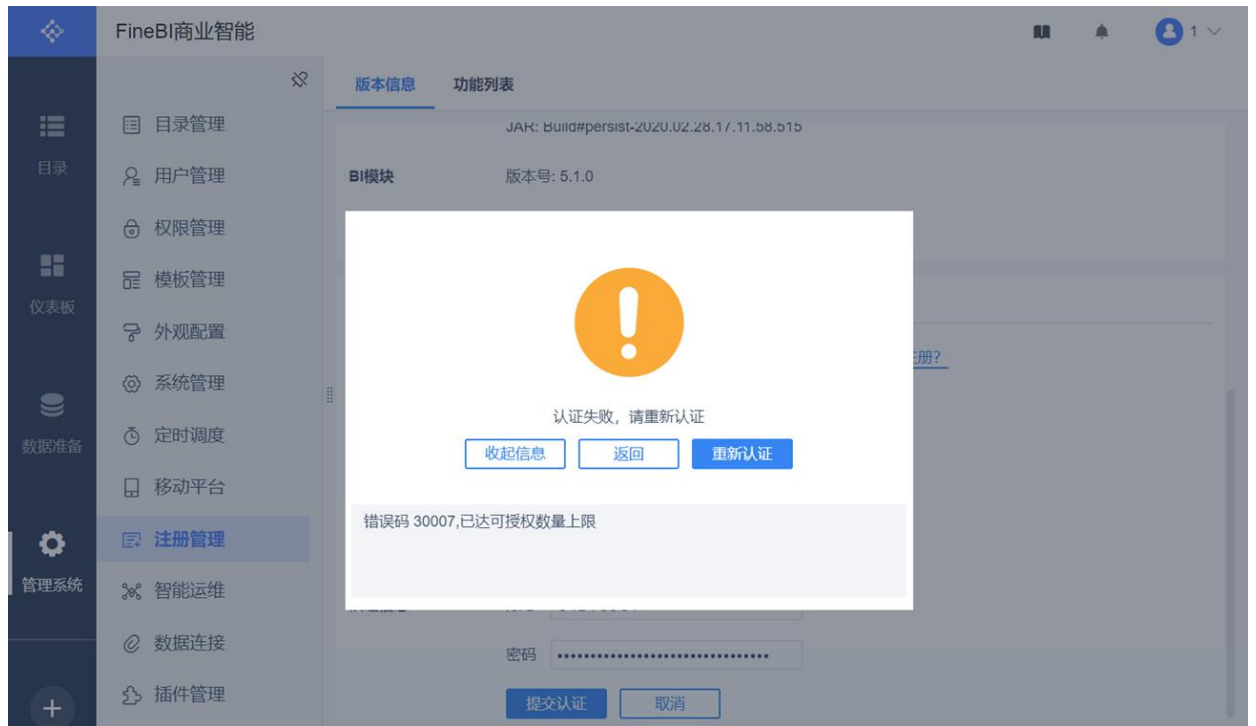 FineBI商业智能
1
版本信息 功能列表
目录
仪表板
数据准备
管理系统
目录管理
用户管理
权限管理
模板管理
外观配置
系统管理
定时调度
移动平台
注册管理
智能运维
数据连接
插件管理
JAR: Build#persist-2020.02.28.17.11.58.515
BI模块 版本号: 5.1.0
册?
认证失败，请重新认证
收起信息 返回 重新认证
错误码 30007,已达可授权数量上限
密码 ••••••••••••••••••••••••••••••••
提交认证 取消